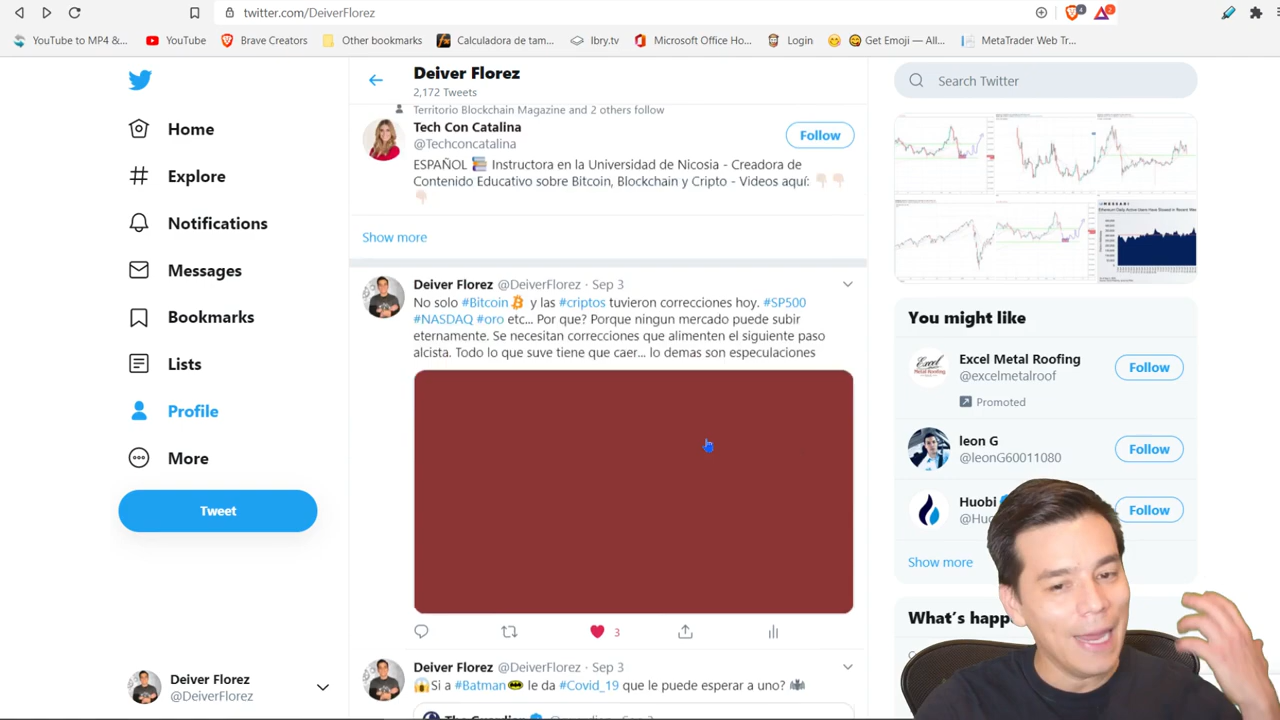 twitter.com/DeiverFlorez
4
2
YouTube to MP4 &...
YouTube
Brave Creators
Other bookmarks
Calculadora de tam...
lbry.tv
Microsoft Office Ho...
Login
Get Emoji — All...
MetaTrader Web Tr...
Home
Explore
Notifications
Messages
Bookmarks
Lists
Profile
More
Tweet
Deiver Florez
@DeiverFlorez
Deiver Florez
2,172 Tweets
Territorio Blockchain Magazine and 2 others follow
Tech Con Catalina
@Techconcatalina
Follow
ESPAÑOL 📚 Instructora en la Universidad de Nicosia - Creadora de
Contenido Educativo sobre Bitcoin, Blockchain y Cripto - Videos aquí: 👇🏻👇🏻
👇🏻
Show more
Deiver Florez @DeiverFlorez · Sep 3
No solo #Bitcoin y las #criptos tuvieron correcciones hoy. #SP500
#NASDAQ #oro etc... Por que? Porque ningun mercado puede subir
eternamente. Se necesitan correcciones que alimenten el siguiente paso
alcista. Todo lo que suve tiene que caer... lo demas son especulaciones
3
Deiver Florez @DeiverFlorez · Sep 3
😱Si a #Batman🦇 le da #Covid_19 que le puede esperar a uno? 🕷
The Guardian @guardian · Sep 3
Search Twitter
You might like
Excel Metal Roofing
@excelmetalroof
Follow
Promoted
leon G
@leonG60011080
Follow
Huobi
@Huo
Follow
Show more
What's happ